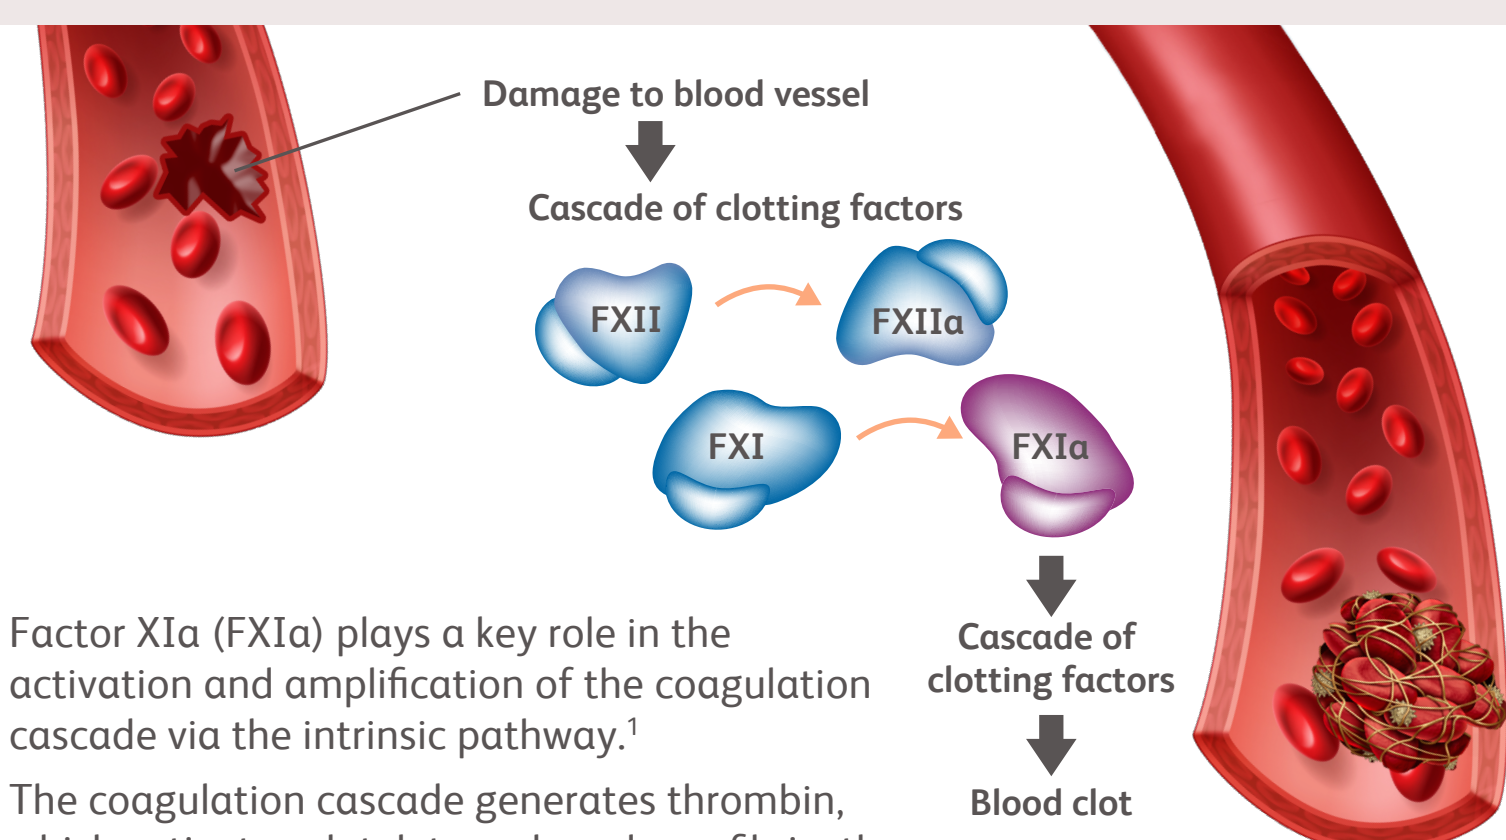 Damage to blood vessel
Cascade of clotting factors
FXII
FXIIa
FXI
FXIa
Factor XIa (FXIa) plays a key role in the
activation and amplification of the coagulation
cascade via the intrinsic pathway.¹
The coagulation cascade generates thrombin,
Cascade of
clotting factors
Blood clot